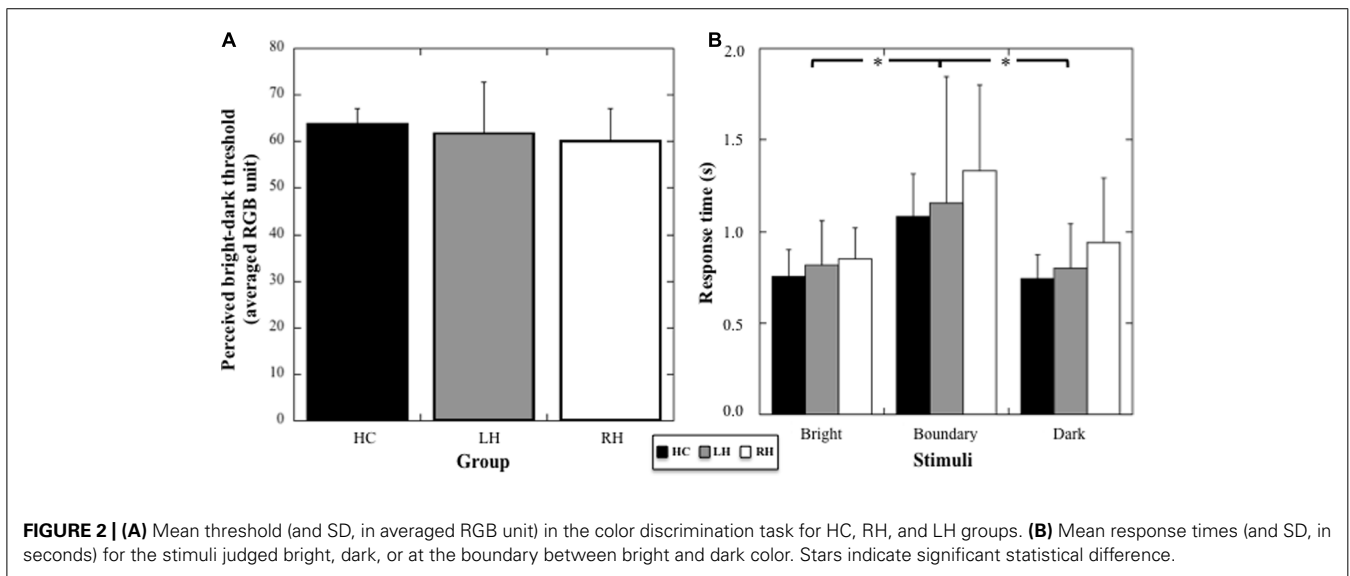 A
80
70
60
50
40
30
20
10
0
Perceived bright-dark threshold
(averaged RGB unit)
HC LH RH
Group
B
2.0
1.5
1.0
0.5
0.0
Response time (s)
* *
Bright Boundary Dark
Stimuli
HC LH RH
FIGURE 2 | (A) Mean threshold (and SD, in averaged RGB unit) in the color discrimination task for HC, RH, and LH groups. (B) Mean response times (and SD, in
seconds) for the stimuli judged bright, dark, or at the boundary between bright and dark color. Stars indicate significant statistical difference.